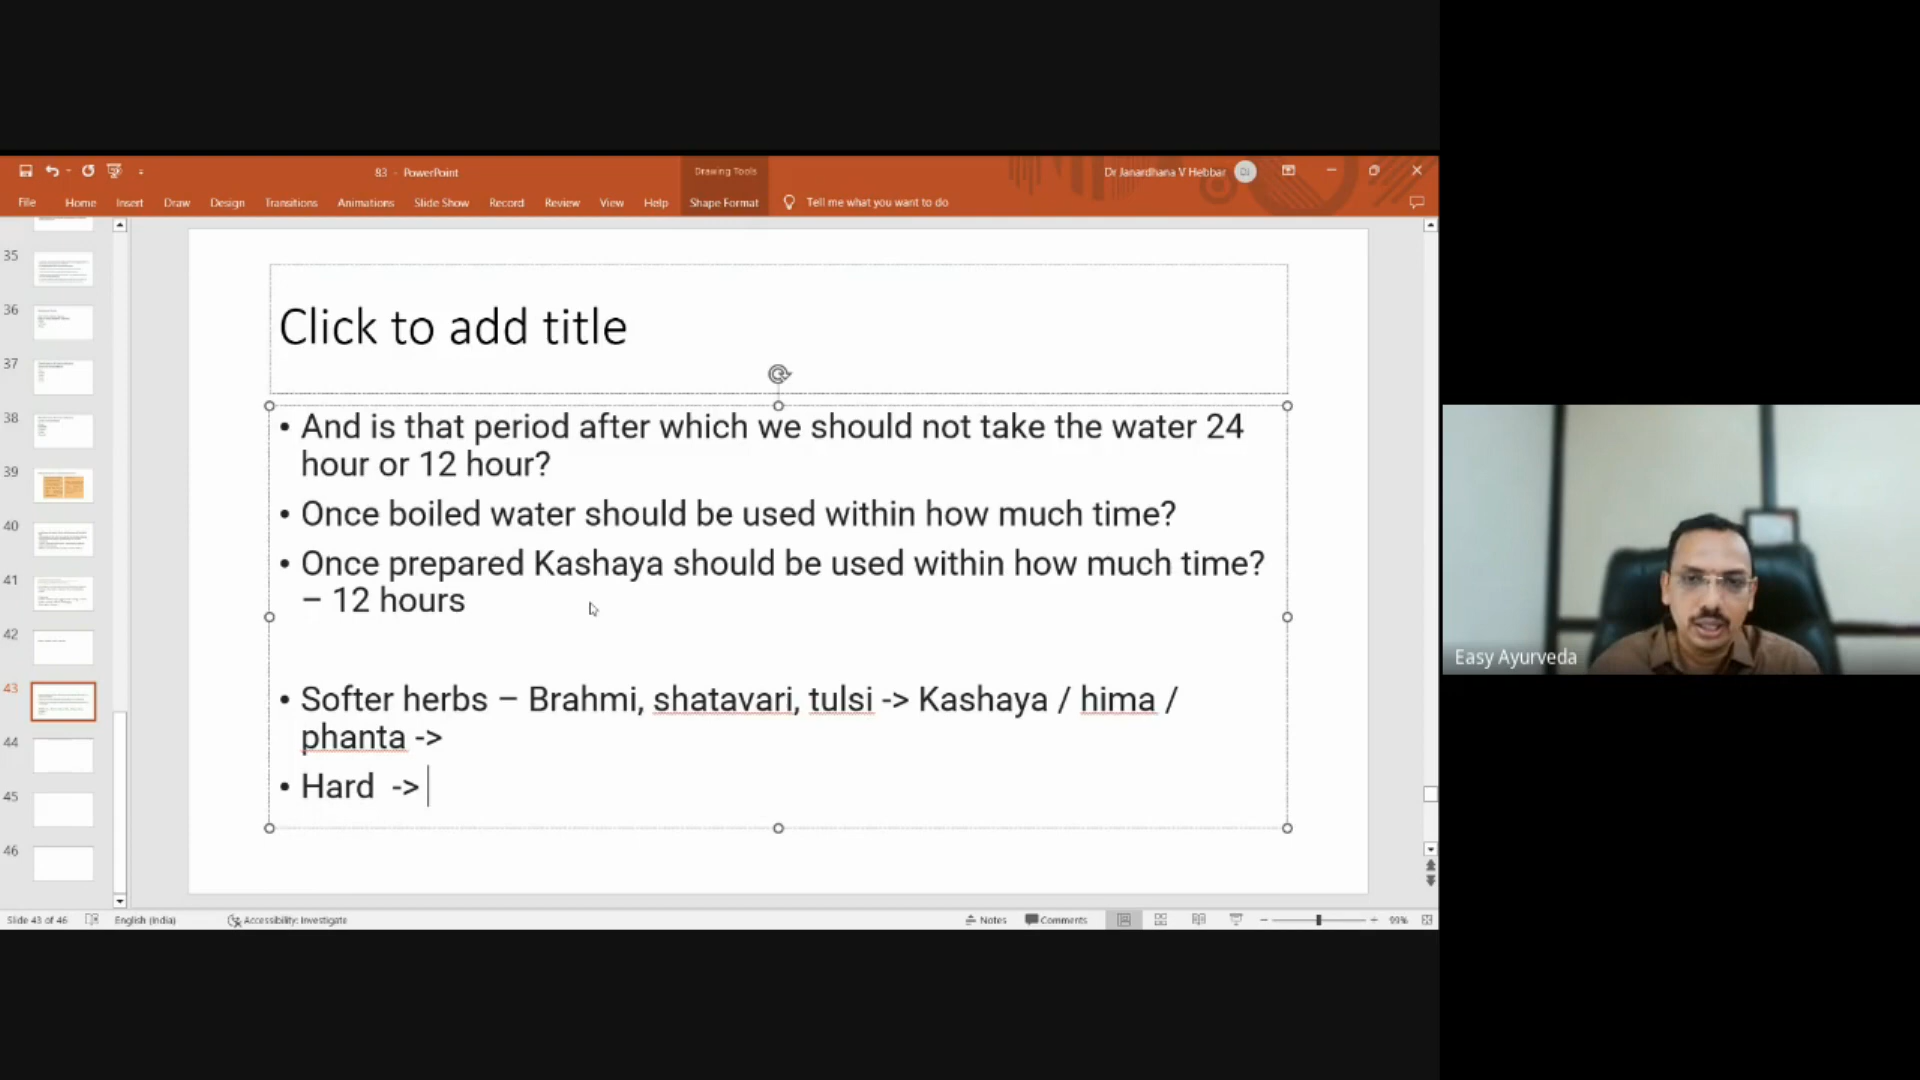 83 - PowerPoint
Drawing Tools
Dr Janardhana V Hebbar
File Home Insert Draw Design Transitions Animations Slide Show Record Review View Help Shape Format Tell me what you want to do
35
36
37
38
39
40
41
42
43
44
45
46
Click to add title
• And is that period after which we should not take the water 24
hour or 12 hour?
• Once boiled water should be used within how much time?
• Once prepared Kashaya should be used within how much time?
– 12 hours
• Softer herbs – Brahmi, shatavari, tulsi -> Kashaya / hima /
phanta ->
• Hard -> 
Easy Ayurveda
Slide 43 of 46 English (India) Accessibility: Investigate Notes Comments 99%